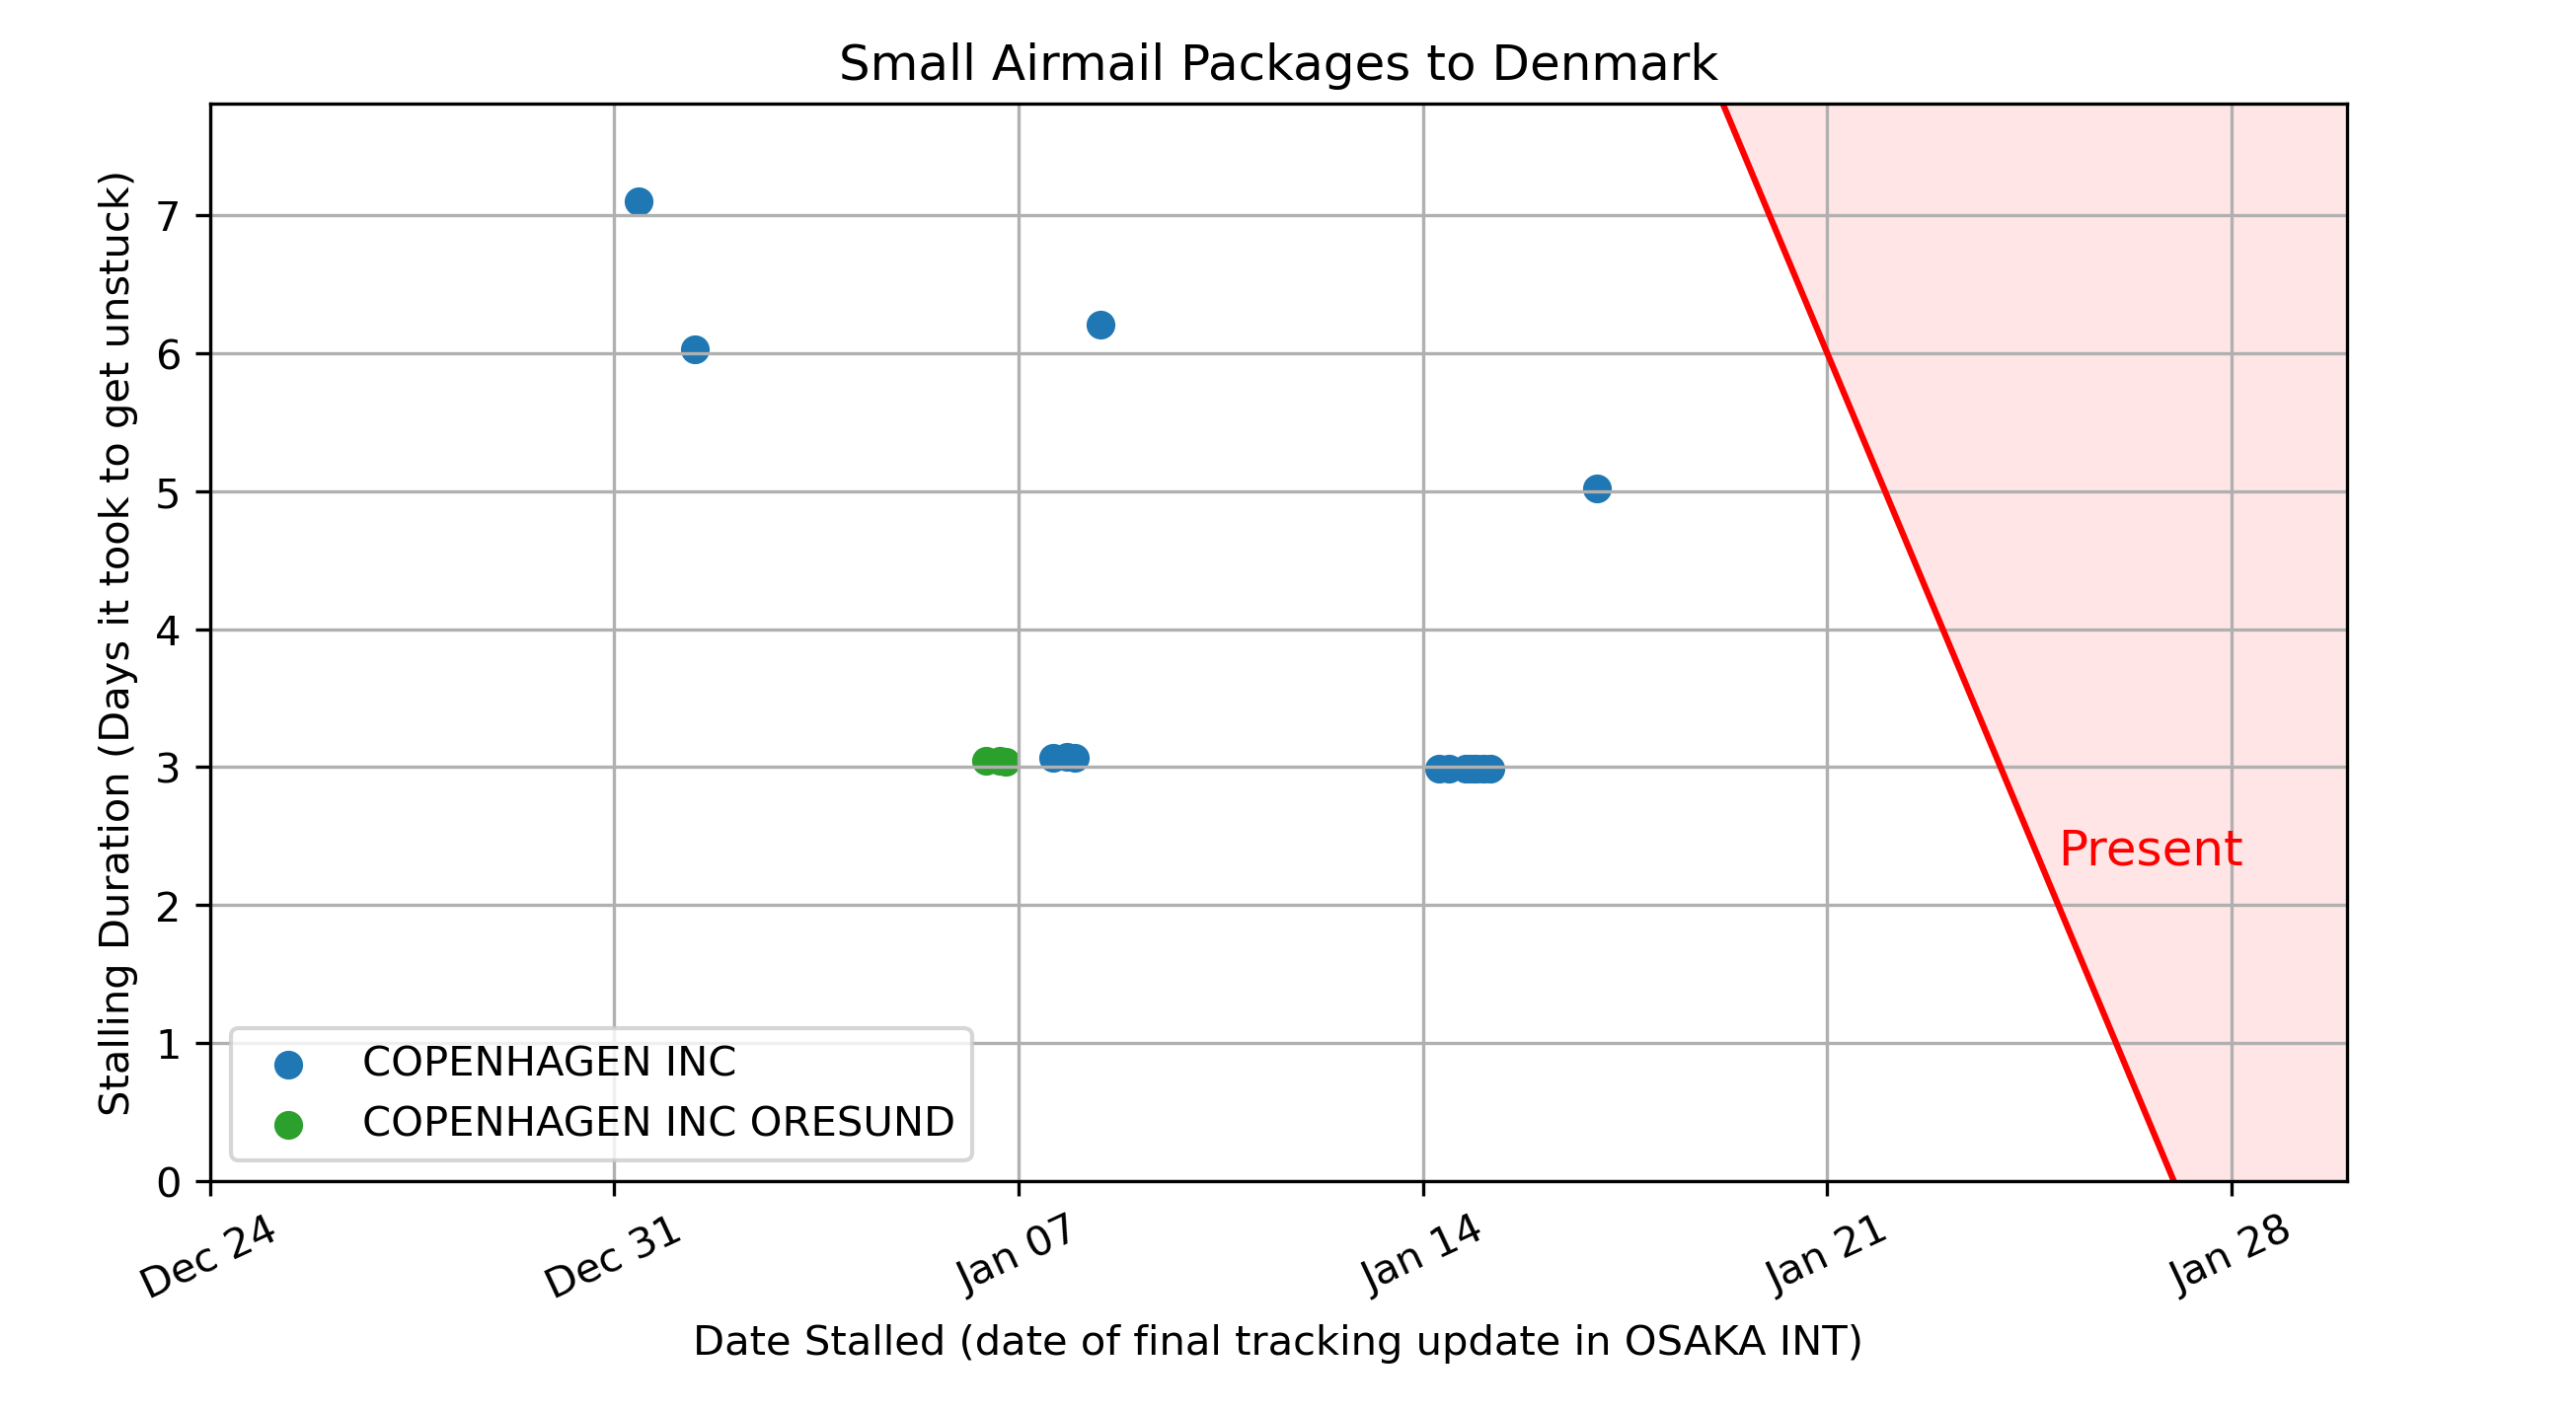 Small Airmail Packages to Denmark
Stalling Duration (Days it took to get unstuck)
7
6
5
4
3
2
1
0
Present
COPENHAGEN INC
COPENHAGEN INC ORESUND
Dec 24
Dec 31
Jan 07
Jan 14
Jan 21
Jan 28
Date Stalled (date of final tracking update in OSAKA INT)